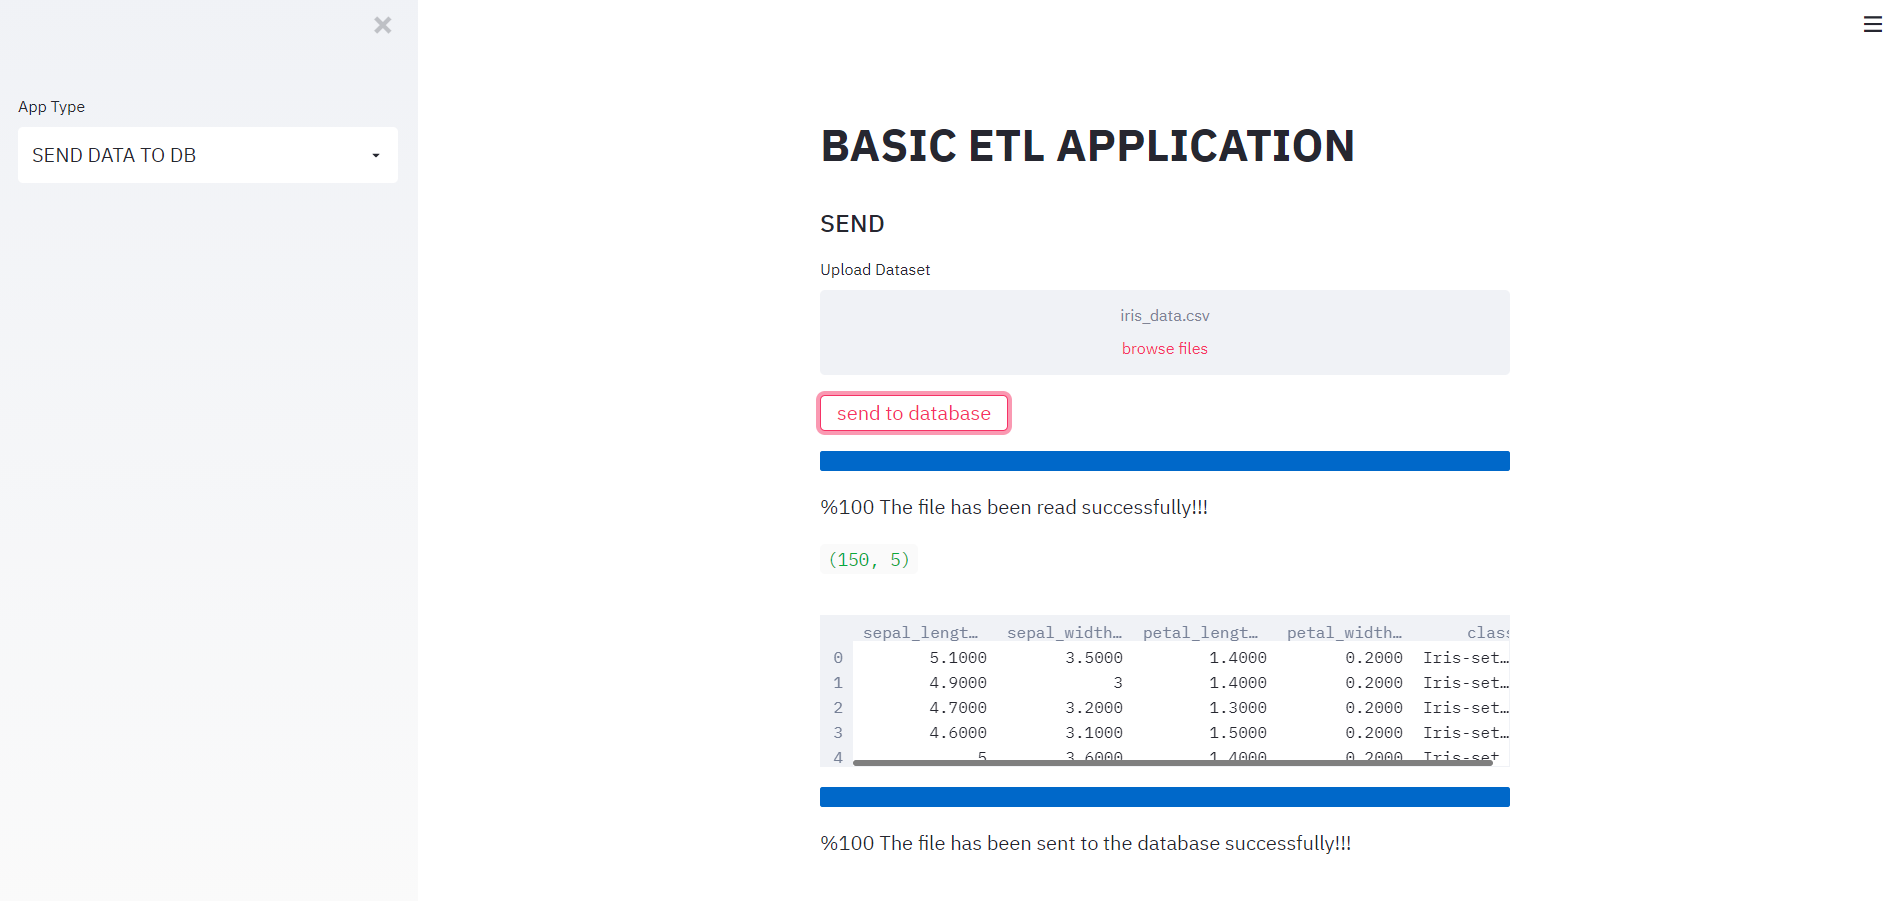 App Type
SEND DATA TO DB
BASIC ETL APPLICATION
SEND
Upload Dataset
iris_data.csv
browse files
send to database
%100 The file has been read successfully!!!
(150, 5)
sepal_lengt… sepal_width… petal_lengt… petal_width… class
0 5.1000 3.5000 1.4000 0.2000 Iris-set…
1 4.9000 3 1.4000 0.2000 Iris-set…
2 4.7000 3.2000 1.3000 0.2000 Iris-set…
3 4.6000 3.1000 1.5000 0.2000 Iris-set…
4 5 3.6000 1.4000 0.2000 Iris-set
%100 The file has been sent to the database successfully!!!